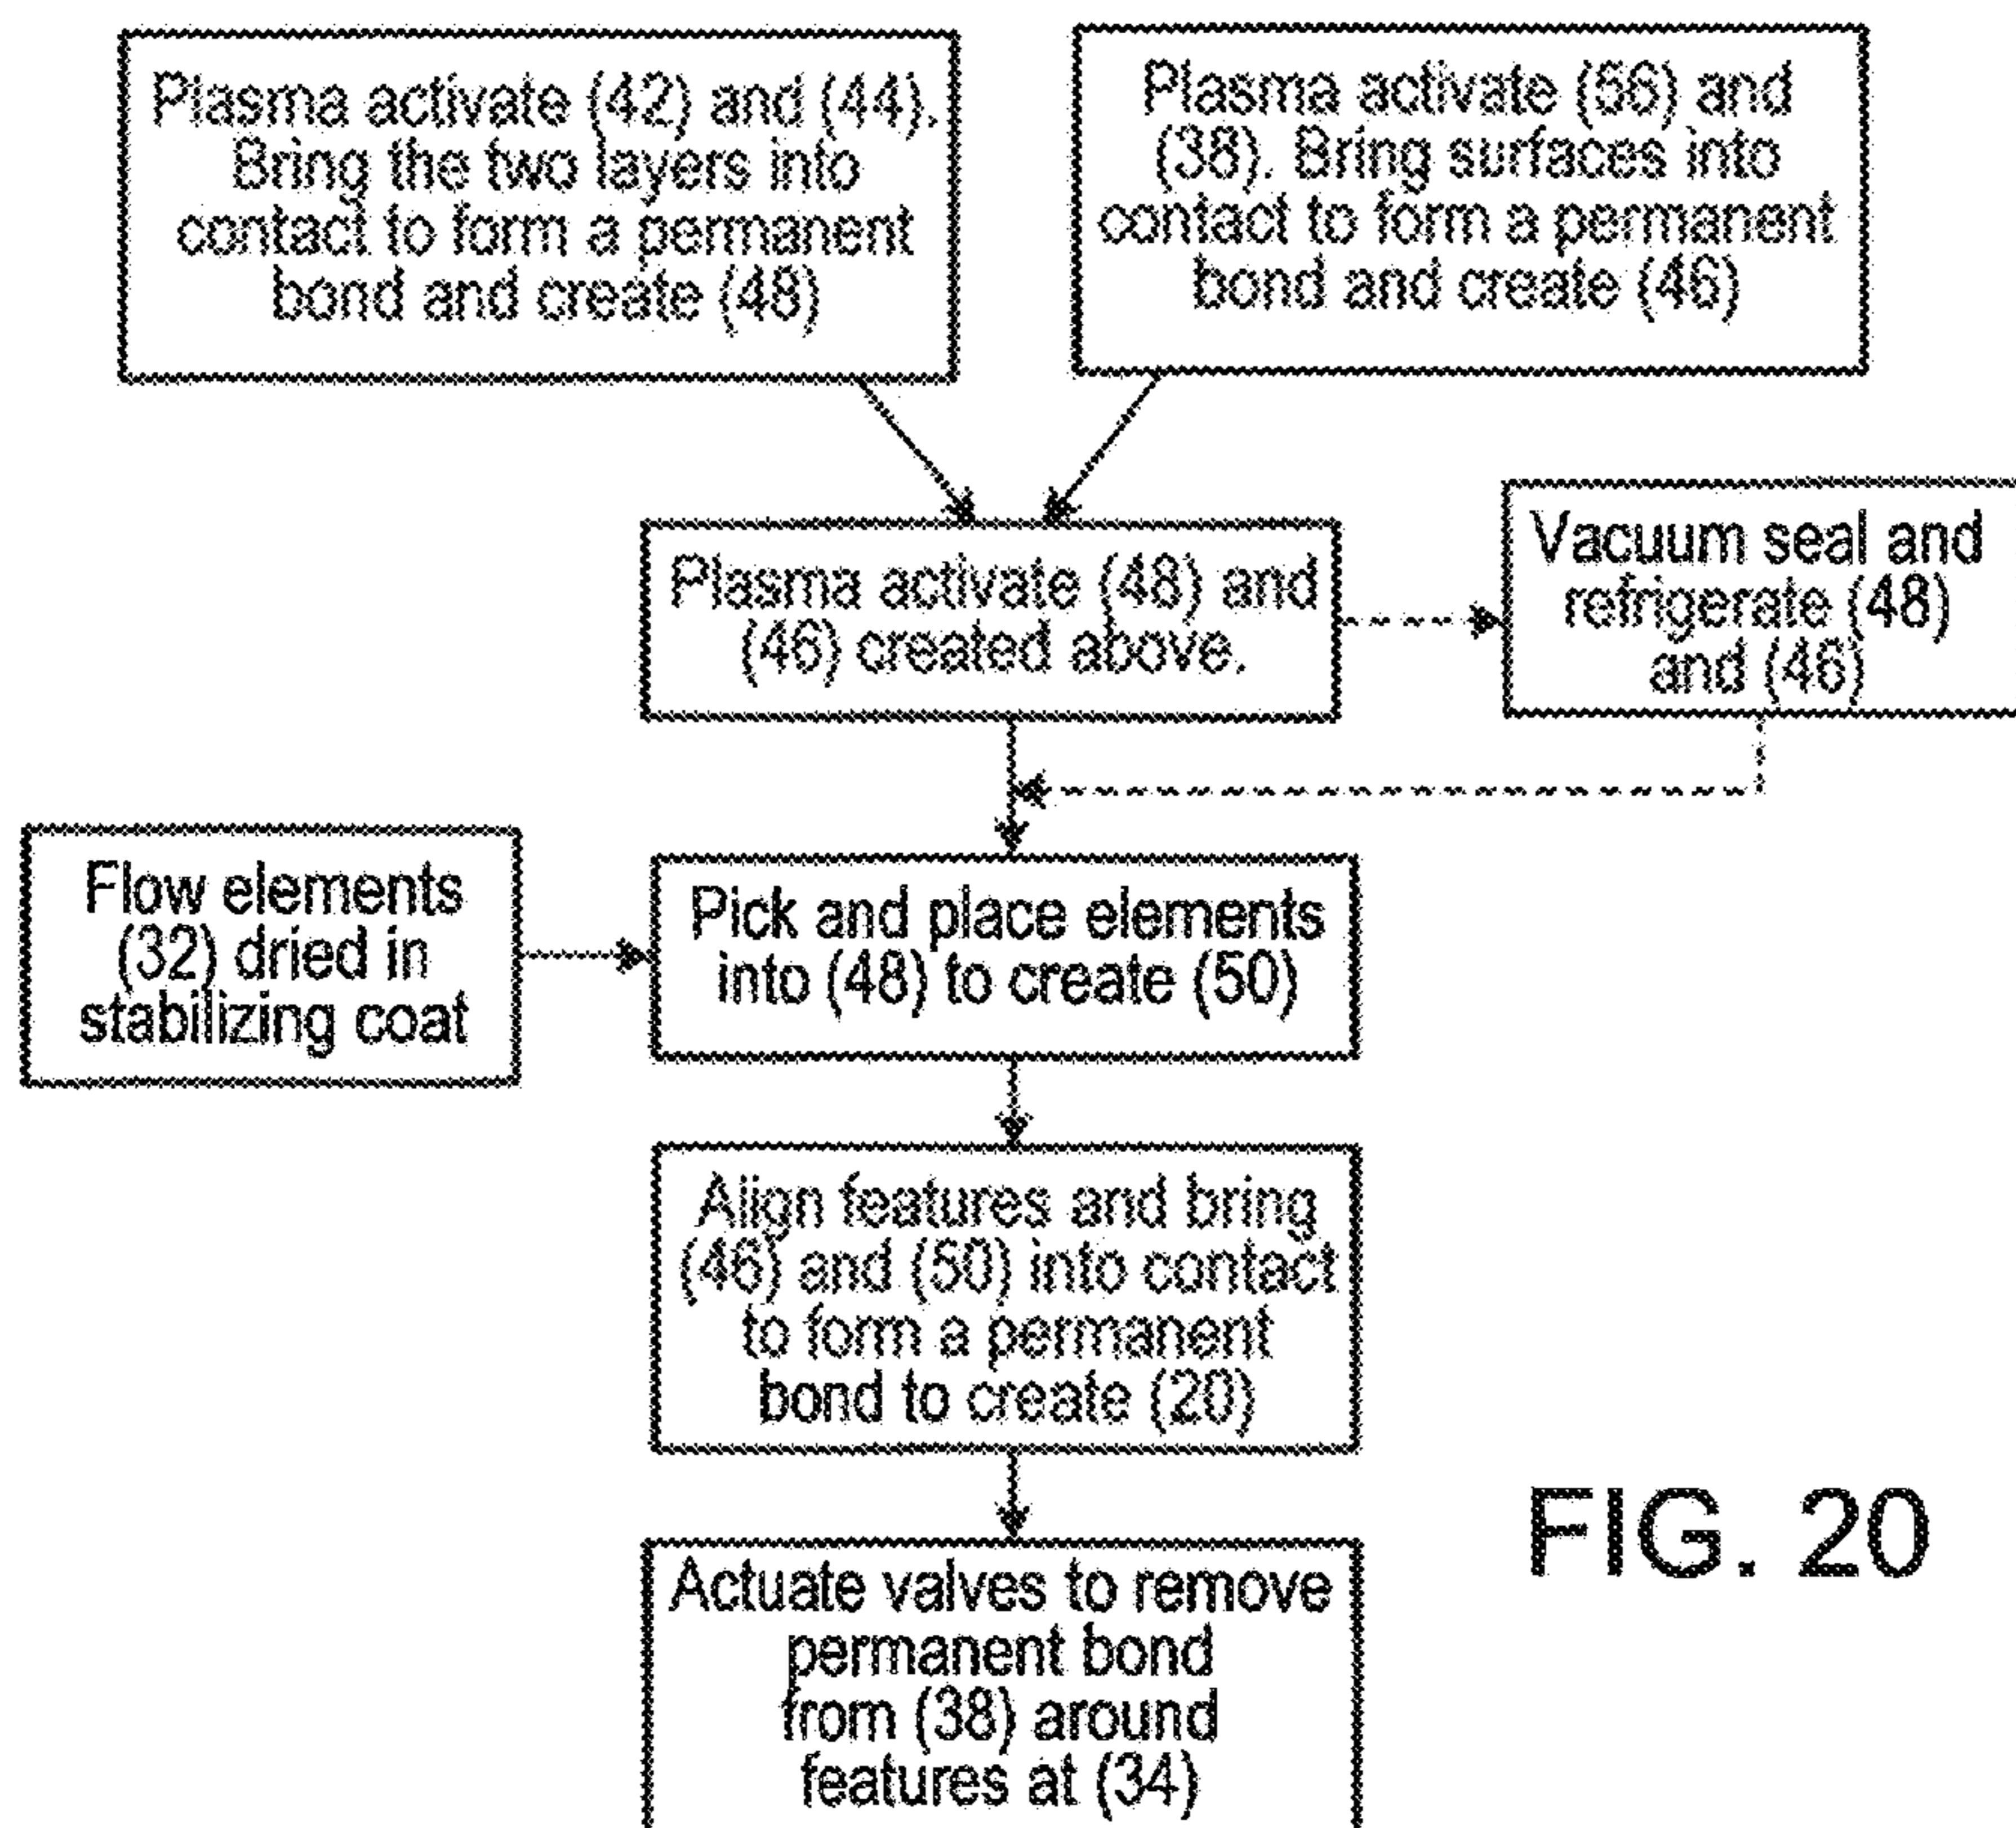 Plasma activate (42) and (44).
Bring the two layers into
contact to form a permanent
bond and create (48)
Plasma activate (56) and
(38). Bring surfaces into
contact to form a permanent
bond and create (46)
Plasma activate (48) and
(46) created above.
Vacuum seal and
refrigerate (48)
and (46)
Flow elements
(32) dried in
stabilizing coat
Pick and place elements
into (48) to create (50)
Align features and bring
(46) and (50) into contact
to form a permanent
bond to create (20)
Actuate valves to remove
permanent bond
from (38) around
features at (34)
FIG. 20